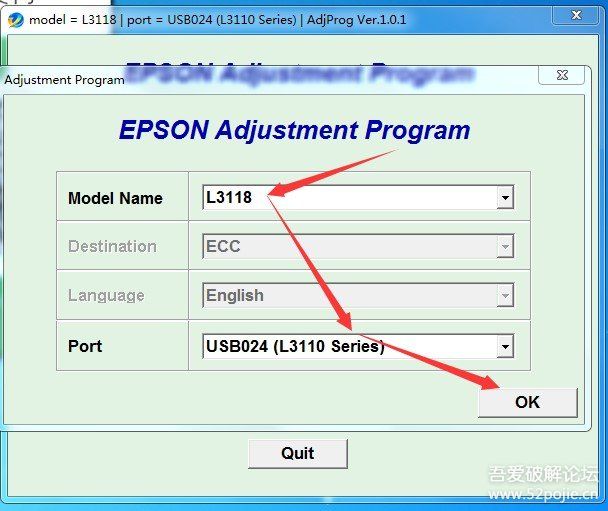 model = L3118 | port = USB024 (L3110 Series) | AdjProg Ver.1.0.1
EPSON Adjustment Program
Adjustment Program
EPSON Adjustment Program
Model Name
L3118
Destination
ECC
Language
English
Port
USB024 (L3110 Series)
OK
Quit
吾爱破解论坛
www.52pojie.cn